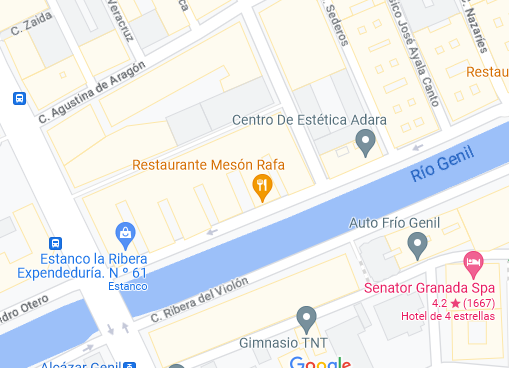 C. Zaida
Veracruz
Sederos
José Ayala Canto
C. Nazaríes
Restau
C. Agustina de Aragón
Centro De Estética Adara
Restaurante Mesón Rafa
Río Genil
Auto Frío Genil
Estanco la Ribera
Expendeduría. N.º 61
Estanco
Senator Granada Spa
4.2 ★ (1667)
Hotel de 4 estrellas
C. Ribera del Violón
Otero
Gimnasio TNT
Google
Alcázar Genil